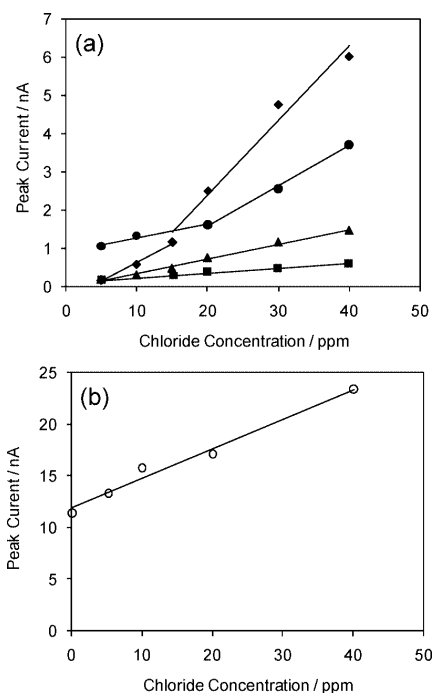 (a)
7
6
5
4
3
2
1
0
Peak Current / nA
0 10 20 30 40 50
Chloride Concentration / ppm
(b)
25
20
15
10
5
0
Peak Curent / nA
0 10 20 30 40 50
Chloride Concentration / ppm